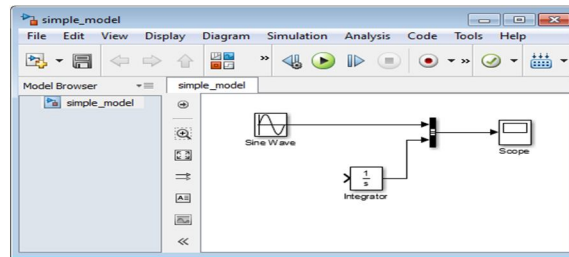 simple_model
File Edit View Display Diagram Simulation Analysis Code Tools Help
Model Browser
simple_model
simple_model
Sine Wave
1
s
Integrator
Scope